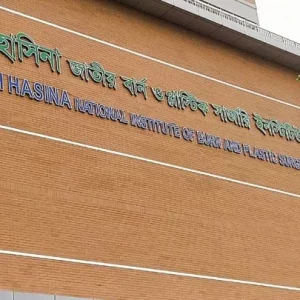 হাসিনা জাতীয় বার্ন ও প্লাস্টিক সার্জারি
HASINA NATIONAL INSTITUTE OF BURN AND PLASTIC